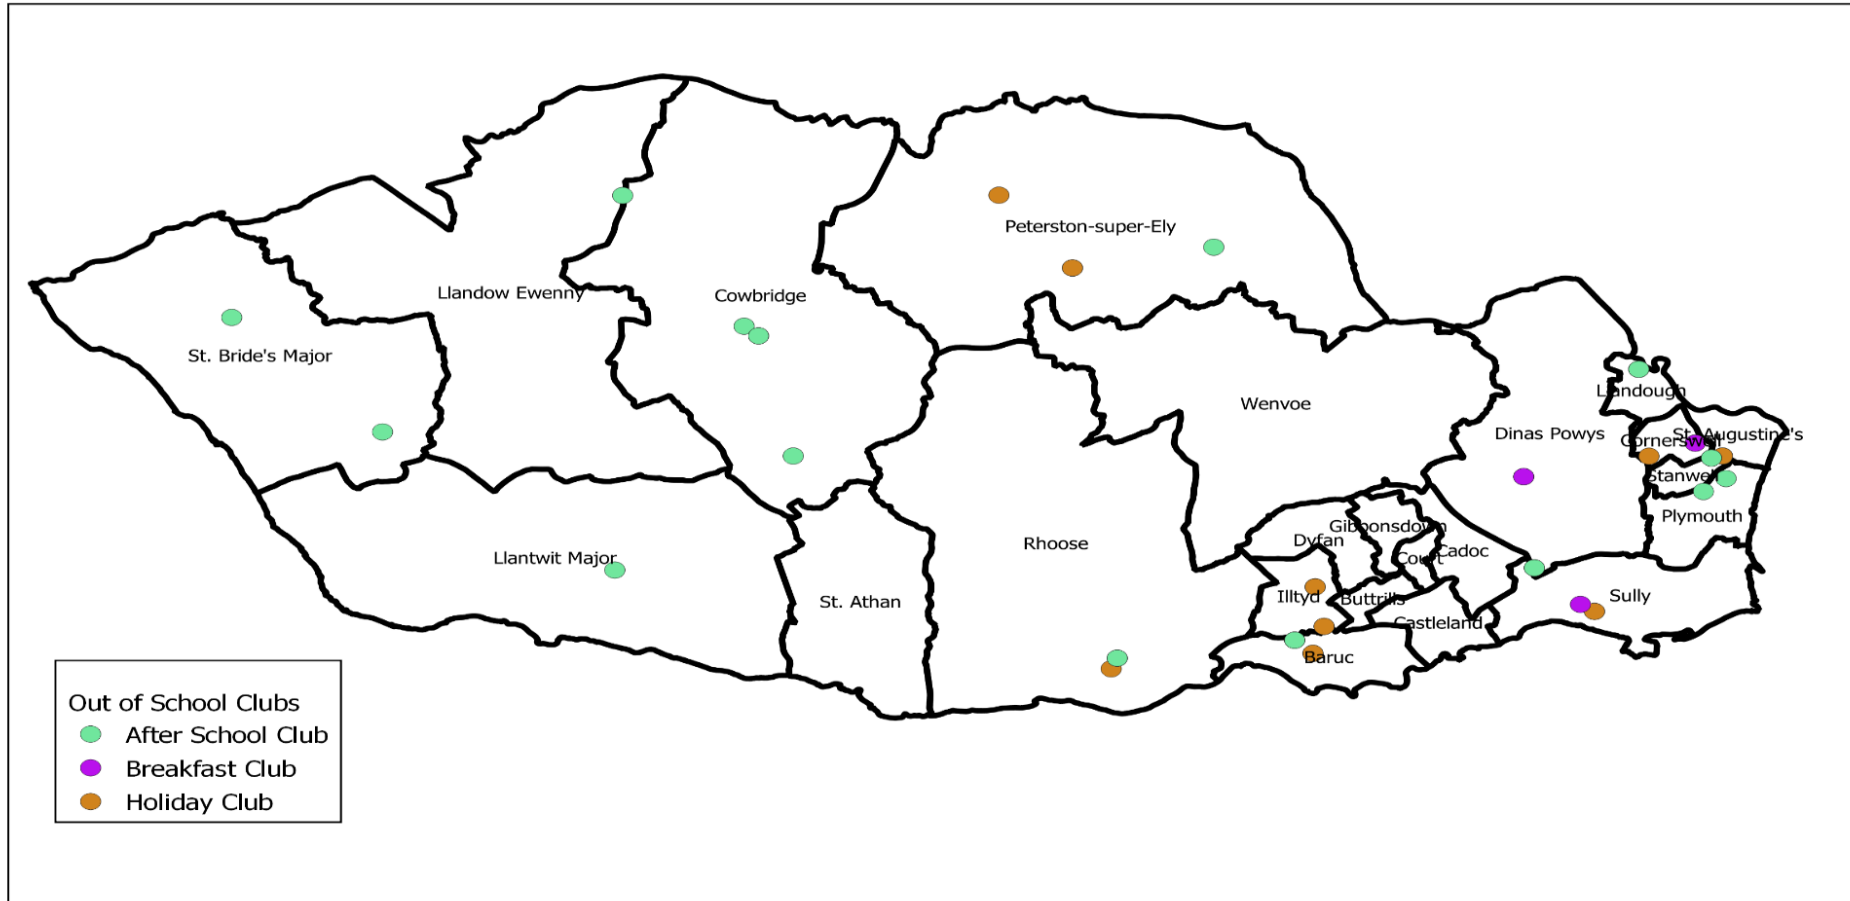 Peterston-super-Ely
Llandow Ewenny
Cowbridge
St. Bride's Major
Llandough
Wenvoe
Dinas Powys
St. Augustine's
Cornerswell
Stanwell
Plymouth
Gibbonsdown
Dyfan
Rhoose
Court
Cadoc
Llantwit Major
St. Athan
Illtyd
Buttrills
Sully
Castleland
Baruc
Out of School Clubs
After School Club
Breakfast Club
Holiday Club